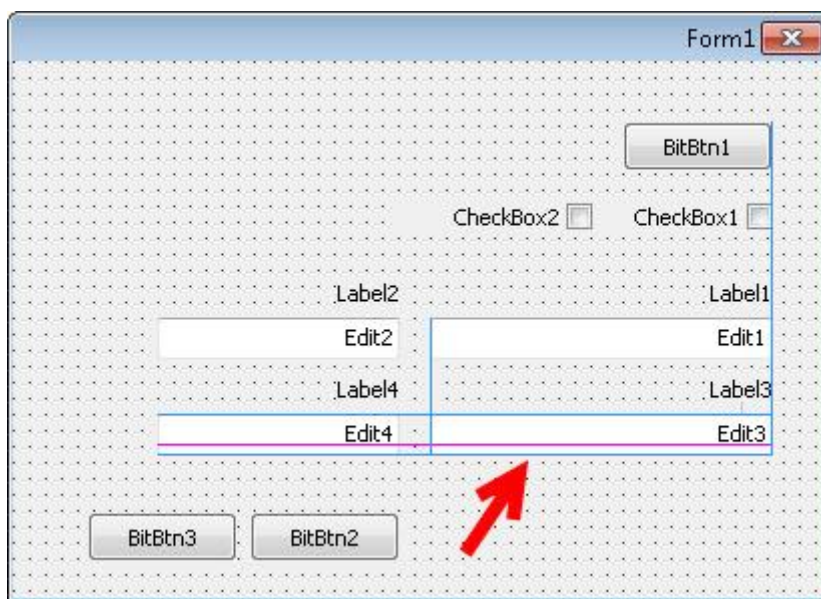 Form1
BitBtn1
CheckBox2 CheckBox1
Label2 Label1
Edit2 Edit1
Label4 Label3
Edit4 Edit3
BitBtn3 BitBtn2